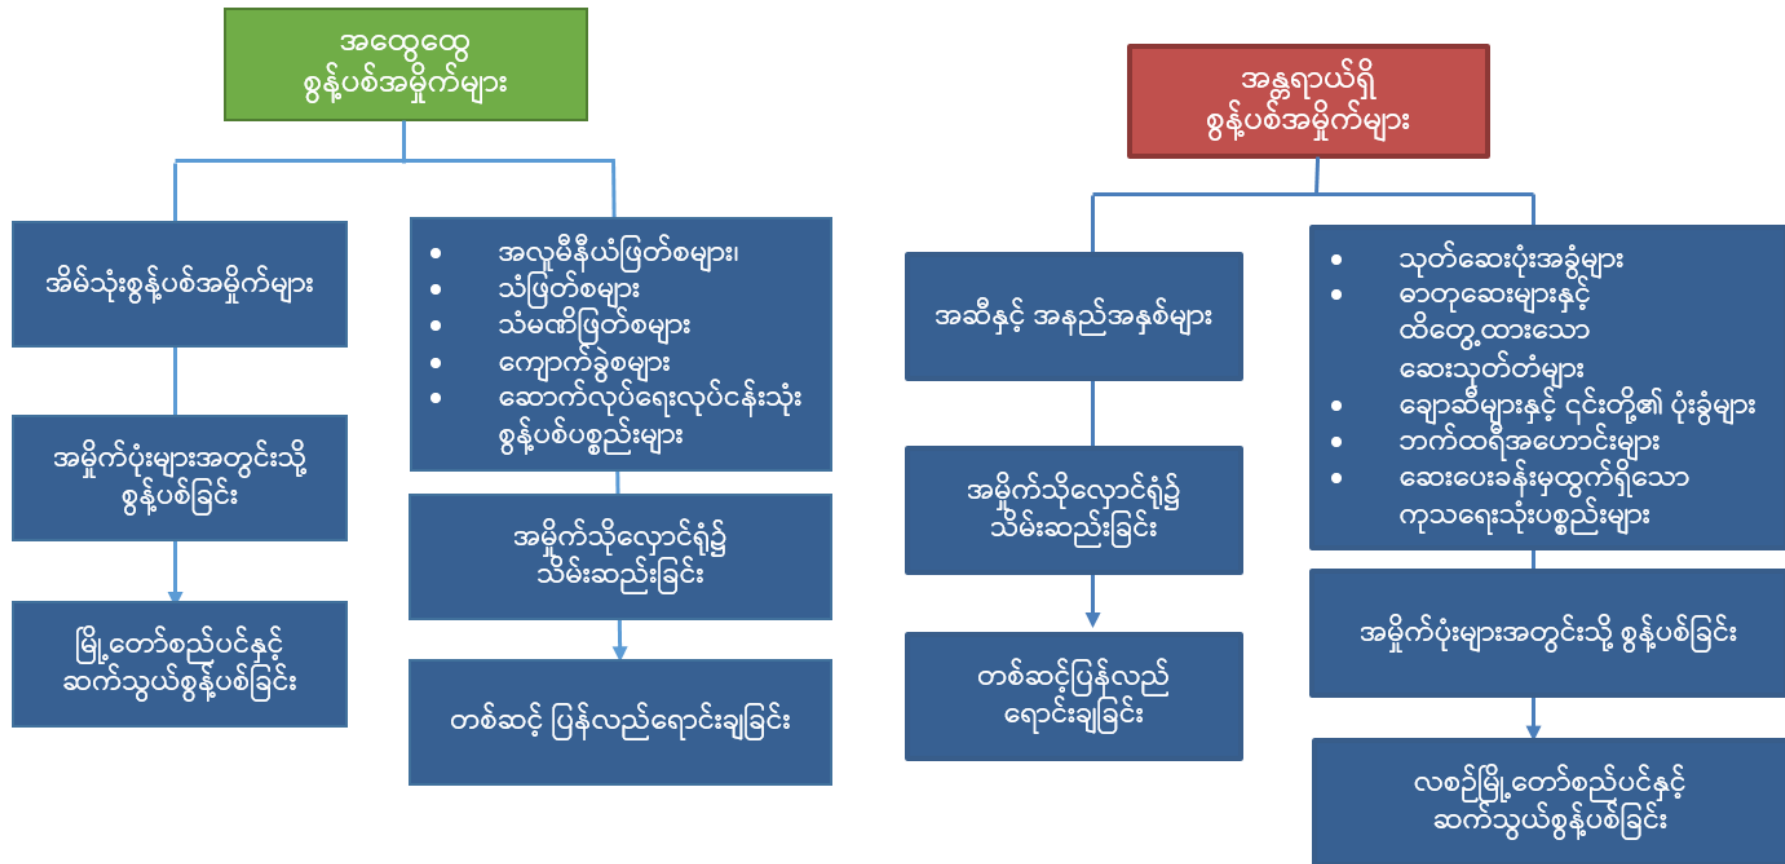 အထွေထွေ
စွန့်ပစ်အမှိုက်များ
အိမ်သုံးစွန့်ပစ်အမှိုက်များ
အမှိုက်ပုံးများအတွင်းသို့
စွန့်ပစ်ခြင်း
မြို့တော်စည်ပင်နှင့်
ဆက်သွယ်စွန့်ပစ်ခြင်း
• အလူမီနီယံဖြတ်စများ၊
• သံဖြတ်စများ
• သံမဏိဖြတ်စများ
• ကျောက်ခွဲစများ
• ဆောက်လုပ်ရေးလုပ်ငန်းသုံး
စွန့်ပစ်ပစ္စည်းများ
အမှိုက်သိုလှောင်ရုံ၌
သိမ်းဆည်းခြင်း
တစ်ဆင့် ပြန်လည်ရောင်းချခြင်း
အန္တရာယ်ရှိ
စွန့်ပစ်အမှိုက်များ
အဆီနှင့် အနည်အနှစ်များ
အမှိုက်သိုလှောင်ရုံ၌
သိမ်းဆည်းခြင်း
တစ်ဆင့်ပြန်လည်
ရောင်းချခြင်း
• သုတ်ဆေးပုံးအခွံများ
• ဓာတုဆေးများနှင့်
ထိတွေ့ထားသော
ဆေးသုတ်တံများ
• ချောဆီများနှင့် ၎င်းတို့၏ ပုံးခွံများ
• ဘက်ထရီအဟောင်းများ
• ဆေးပေးခန်းမှထွက်ရှိသော
ကုသရေးသုံးပစ္စည်းများ
အမှိုက်ပုံးများအတွင်းသို့ စွန့်ပစ်ခြင်း
လစဉ်မြို့တော်စည်ပင်နှင့်
ဆက်သွယ်စွန့်ပစ်ခြင်း